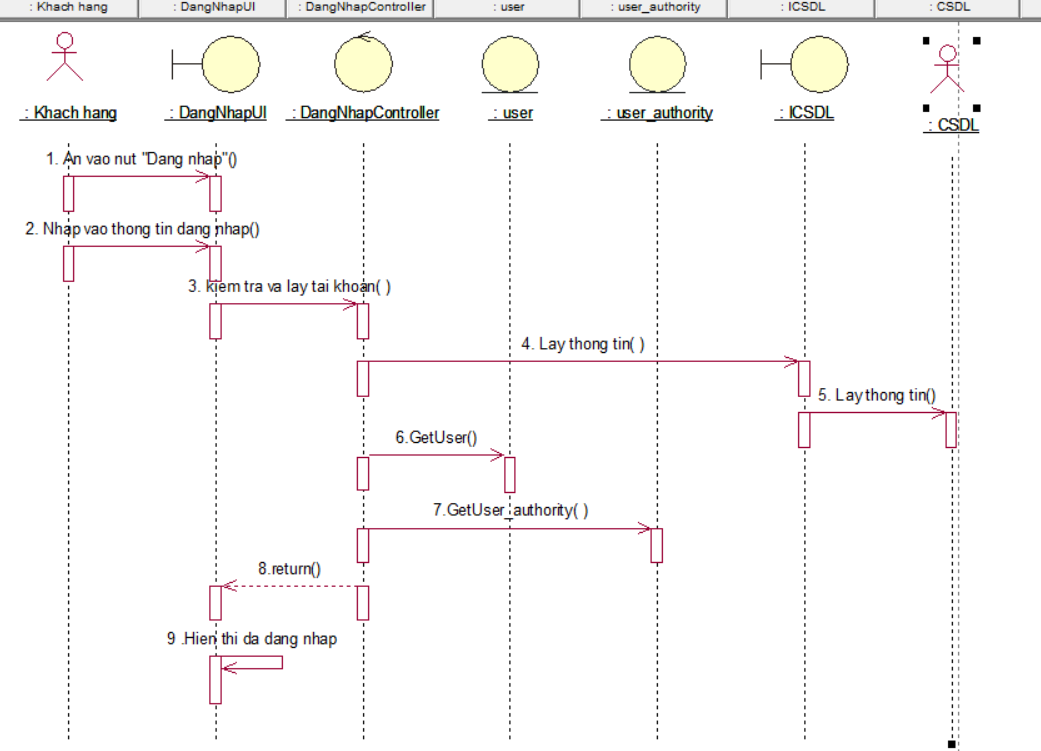 : Khach hang
: DangNhapUI
: DangNhapController
: user
: user_authority
: ICSDL
: CSDL
: Khach hang
: DangNhapUI
: DangNhapController
: user
: user_authority
: ICSDL
: CSDL
1. An vao nut "Dang nhap"()
2. Nhap vao thong tin dang nhap()
3. kiem tra va lay tai khoan( )
4. Lay thong tin( )
5. Lay thong tin()
6.GetUser()
7.GetUser_authority( )
8.return()
9 .Hien thi da dang nhap